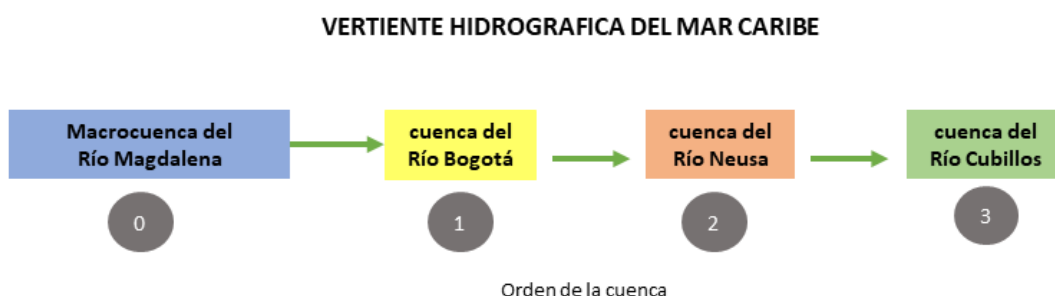 VERTIENTE HIDROGRAFICA DEL MAR CARIBE
Macrocuenca del
Río Magdalena
cuenca del
Río Bogotá
cuenca del
Río Neusa
cuenca del
Río Cubillos
0
1
2
3
Orden de la cuenca